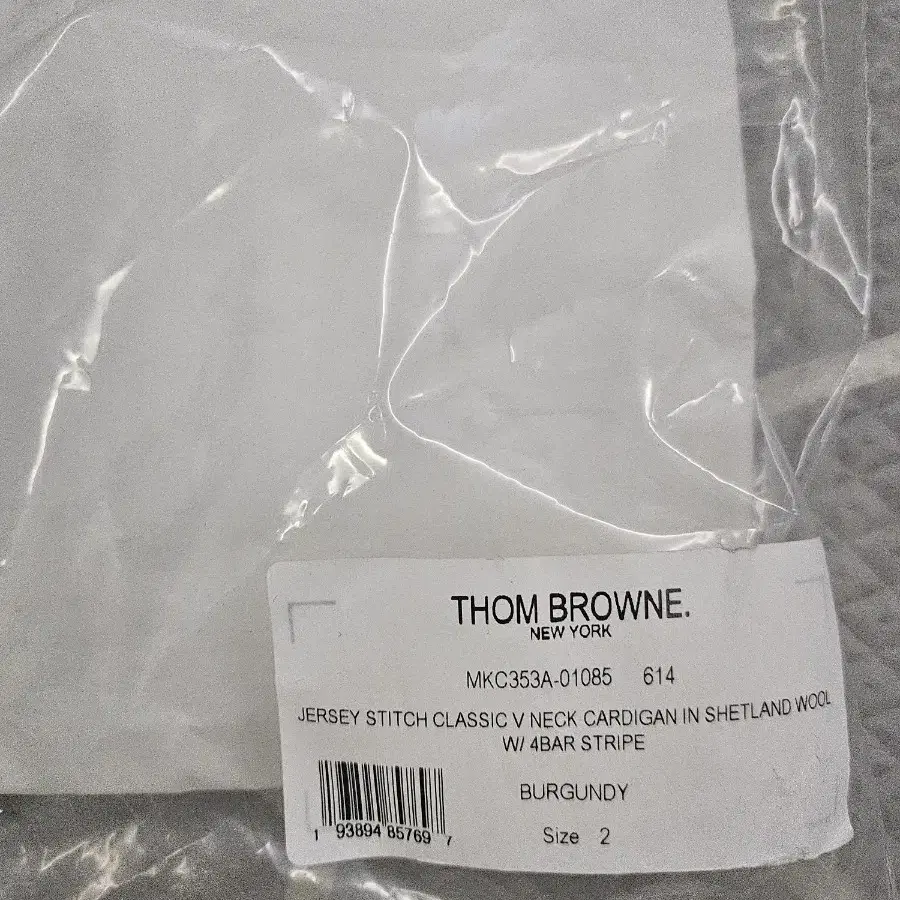 THOM BROWNE.
NEW YORK
MKC353A-01085 614
JERSEY STITCH CLASSIC V NECK CARDIGAN IN SHETLAND WOOL
W/ 4BAR STRIPE
BURGUNDY
1 93894 85769 7
Size 2